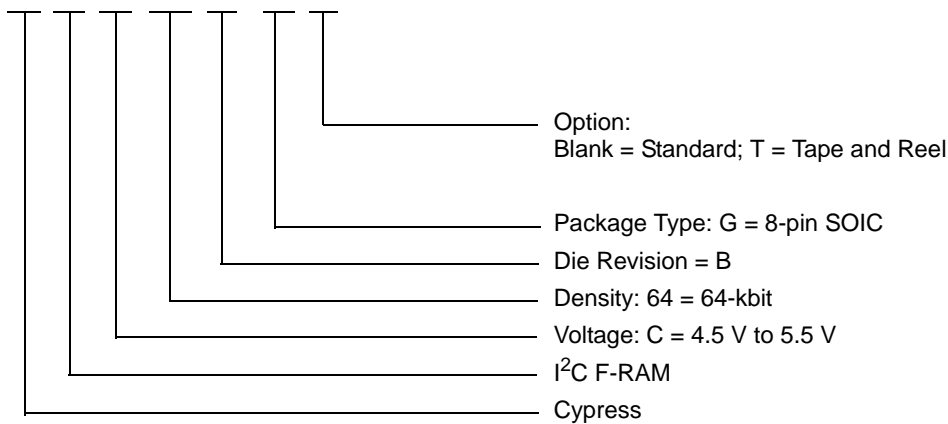 Option:
Blank = Standard; T = Tape and Reel
Package Type: G = 8-pin SOIC
Die Revision = B
Density: 64 = 64-kbit
Voltage: C = 4.5 V to 5.5 V
I²C F-RAM
Cypress